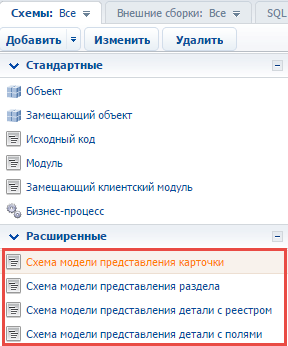 Схемы: Все Внешние сборки: Все SQL
Добавить Изменить Удалить
Стандартные
Объект
Замещающий объект
Исходный код
Модуль
Замещающий клиентский модуль
Бизнес-процесс
Расширенные
Схема модели представления карточки
Схема модели представления раздела
Схема модели представления детали с реестром
Схема модели представления детали с полями